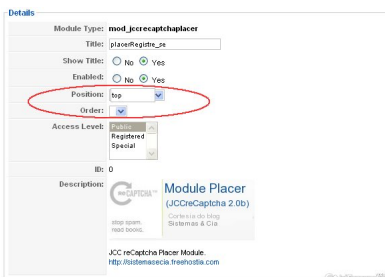 Details
Module Type: mod_jccrecaptchaplacer
Title: placerRegistre_se
Show Title: No Yes
Enabled: No Yes
Position: top
Order:
Access Level: Public
Registered
Special
ID: 0
Description:
reCAPTCHA™
stop spam.
read books.
Module Placer
(JCCreCaptcha 2.0b)
Cortesia do blog
Sistemas & Cia
JCC reCaptcha Placer Module.
http://sistemasecia.freehostia.com